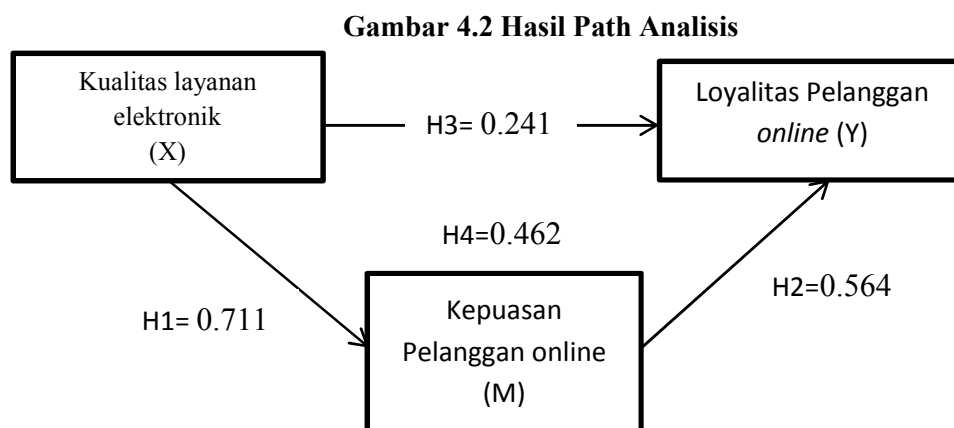 Gambar 4.2 Hasil Path Analisis
Kualitas layanan
elektronik
(X)
H3= 0.241
Loyalitas Pelanggan
online (Y)
H4=0.462
H1= 0.711
Kepuasan
Pelanggan online
(M)
H2=0.564